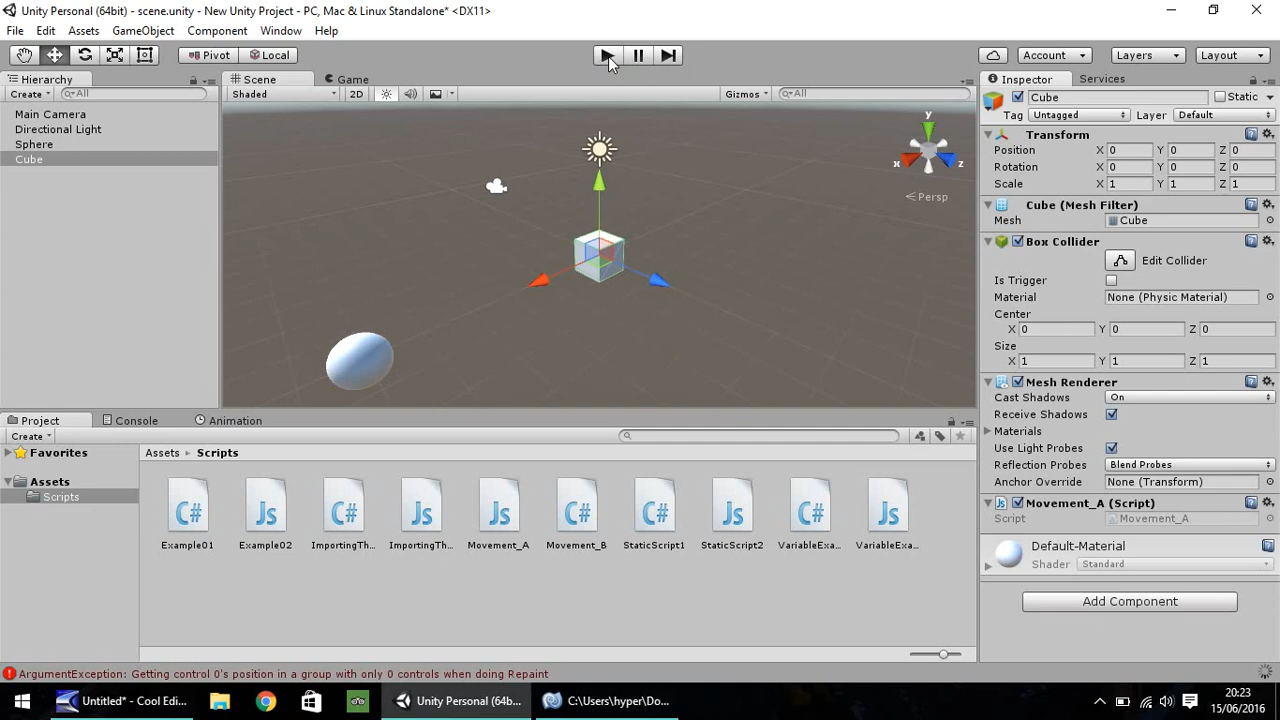 Unity Personal (64bit) - scene.unity - New Unity Project - PC, Mac & Linux Standalone* <DX11>
File Edit Assets GameObject Component Window Help
Pivot Local Account Layers Layout
Hierarchy Scene Game Inspector Services
Create All Shaded 2D Gizmos All Cube Static
Main Camera
Directional Light
Sphere
Cube
y
x
z
Persp
Tag Untagged Layer Default
Transform
Position X 0 Y 0 Z 0
Rotation X 0 Y 0 Z 0
Scale X 1 Y 1 Z 1
Cube (Mesh Filter)
Mesh Cube
Box Collider
Edit Collider
Is Trigger
Material None (Physic Material)
Center
X 0 Y 0 Z 0
Size
X 1 Y 1 Z 1
Mesh Renderer
Cast Shadows On
Receive Shadows
Materials
Use Light Probes
Reflection Probes Blend Probes
Anchor Override None (Transform)
Js Movement_A (Script)
Script Movement_A
Default-Material
Shader Standard
Add Component
Project Console Animation
Create
Favorites
Assets
Scripts
Assets ▸ Scripts
C# Js C# Js Js C# C# Js C# Js
Example01 Example02 ImportingTh... ImportingTh... Movement_A Movement_B StaticScript1 StaticScript2 VariableExa... VariableExa...
ArgumentException: Getting control 0's position in a group with only 0 controls when doing Repaint
Untitled* - Cool Edi... Unity Personal (64b... C:\Users\hyper\Do... 20:23
15/06/2016